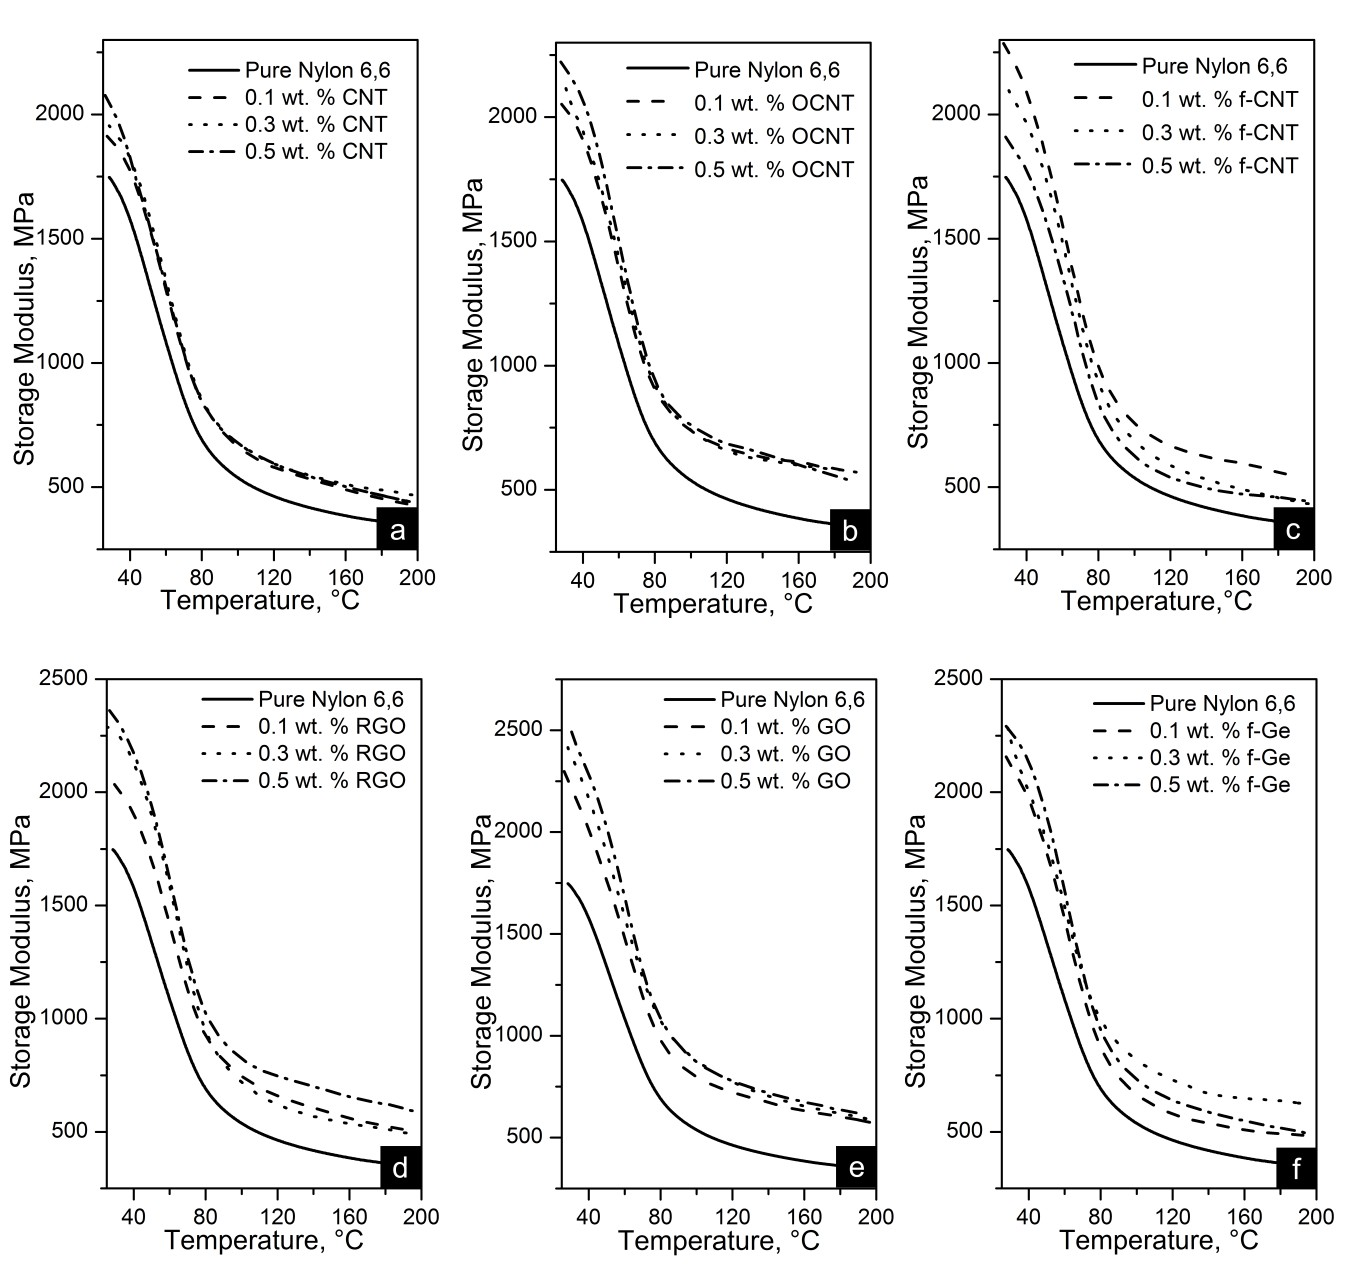 Pure Nylon 6,6
0.1 wt. % CNT
0.3 wt. % CNT
0.5 wt. % CNT
2000
1500
1000
500
Storage Modulus, MPa
40 80 120 160 200
Temperature, °C
a
Pure Nylon 6,6
0.1 wt. % OCNT
0.3 wt. % OCNT
0.5 wt. % OCNT
2000
1500
1000
500
Storage Modulus, MPa
40 80 120 160 200
Temperature, °C
b
Pure Nylon 6,6
0.1 wt. % f-CNT
0.3 wt. % f-CNT
0.5 wt. % f-CNT
2000
1500
1000
500
Storage Modulus, MPa
40 80 120 160 200
Temperature,°C
c
Pure Nylon 6,6
0.1 wt. % RGO
0.3 wt. % RGO
0.5 wt. % RGO
2500
2000
1500
1000
500
Storage Modulus, MPa
40 80 120 160 200
Temperature, °C
d
Pure Nylon 6,6
0.1 wt. % GO
0.3 wt. % GO
0.5 wt. % GO
2500
2000
1500
1000
500
Storage Modulus, MPa
40 80 120 160 200
Temperature, °C
e
Pure Nylon 6,6
0.1 wt. % f-Ge
0.3 wt. % f-Ge
0.5 wt. % f-Ge
2500
2000
1500
1000
500
Storage Modulus, MPa
40 80 120 160 200
Temperature, °C
f